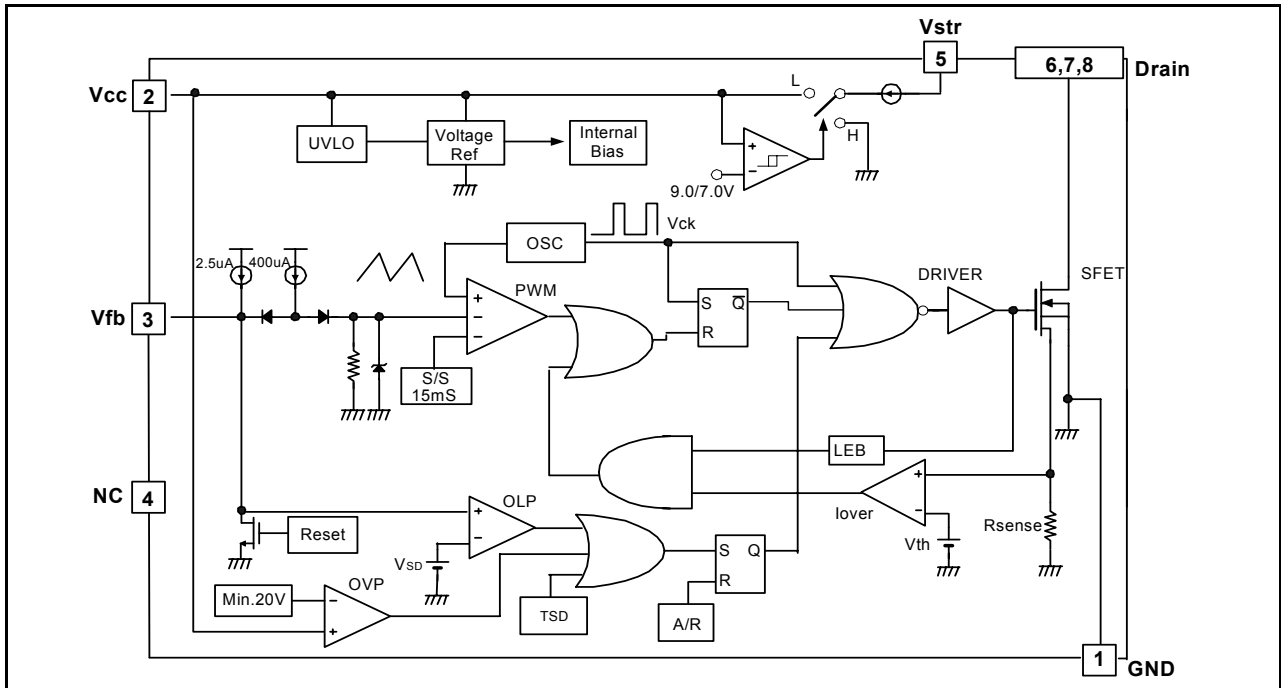 Vstr
5
6,7,8
Drain
Vcc
2
L
H
UVLO
Voltage
Ref
Internal
Bias
+
−
9.0/7.0V
OSC
Vck
2.5uA
400uA
DRIVER
SFET
PWM
Vfb
3
+
−
−
S
Q
R
S/S
15mS
LEB
NC
4
OLP
+
−
Iover
+
−
Reset
Rsense
Vth
VSD
S
Q
R
OVP
Min.20V
−
+
TSD
A/R
1
GND